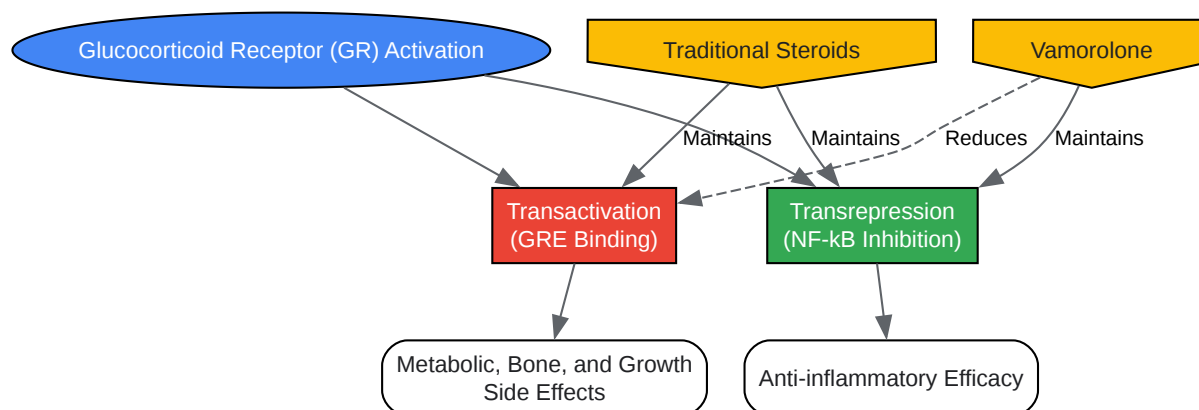 Glucocorticoid Receptor (GR) Activation
Traditional Steroids
Vamorolone
Maintains
Maintains
Reduces
Maintains
Transactivation
(GRE Binding)
Transrepression
(NF-kB Inhibition)
Metabolic, Bone, and Growth
Side Effects
Anti-inflammatory Efficacy